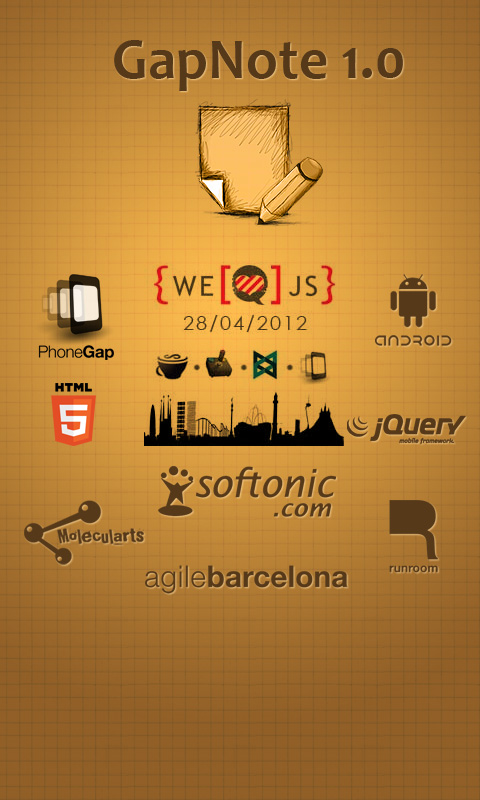 GapNote 1.0
{WE[]JS}
28/04/2012
PhoneGap
ANDROID
HTML
5
jQuery
mobile framework.
softonic
.com
Molecularts
runroom
agilebarcelona